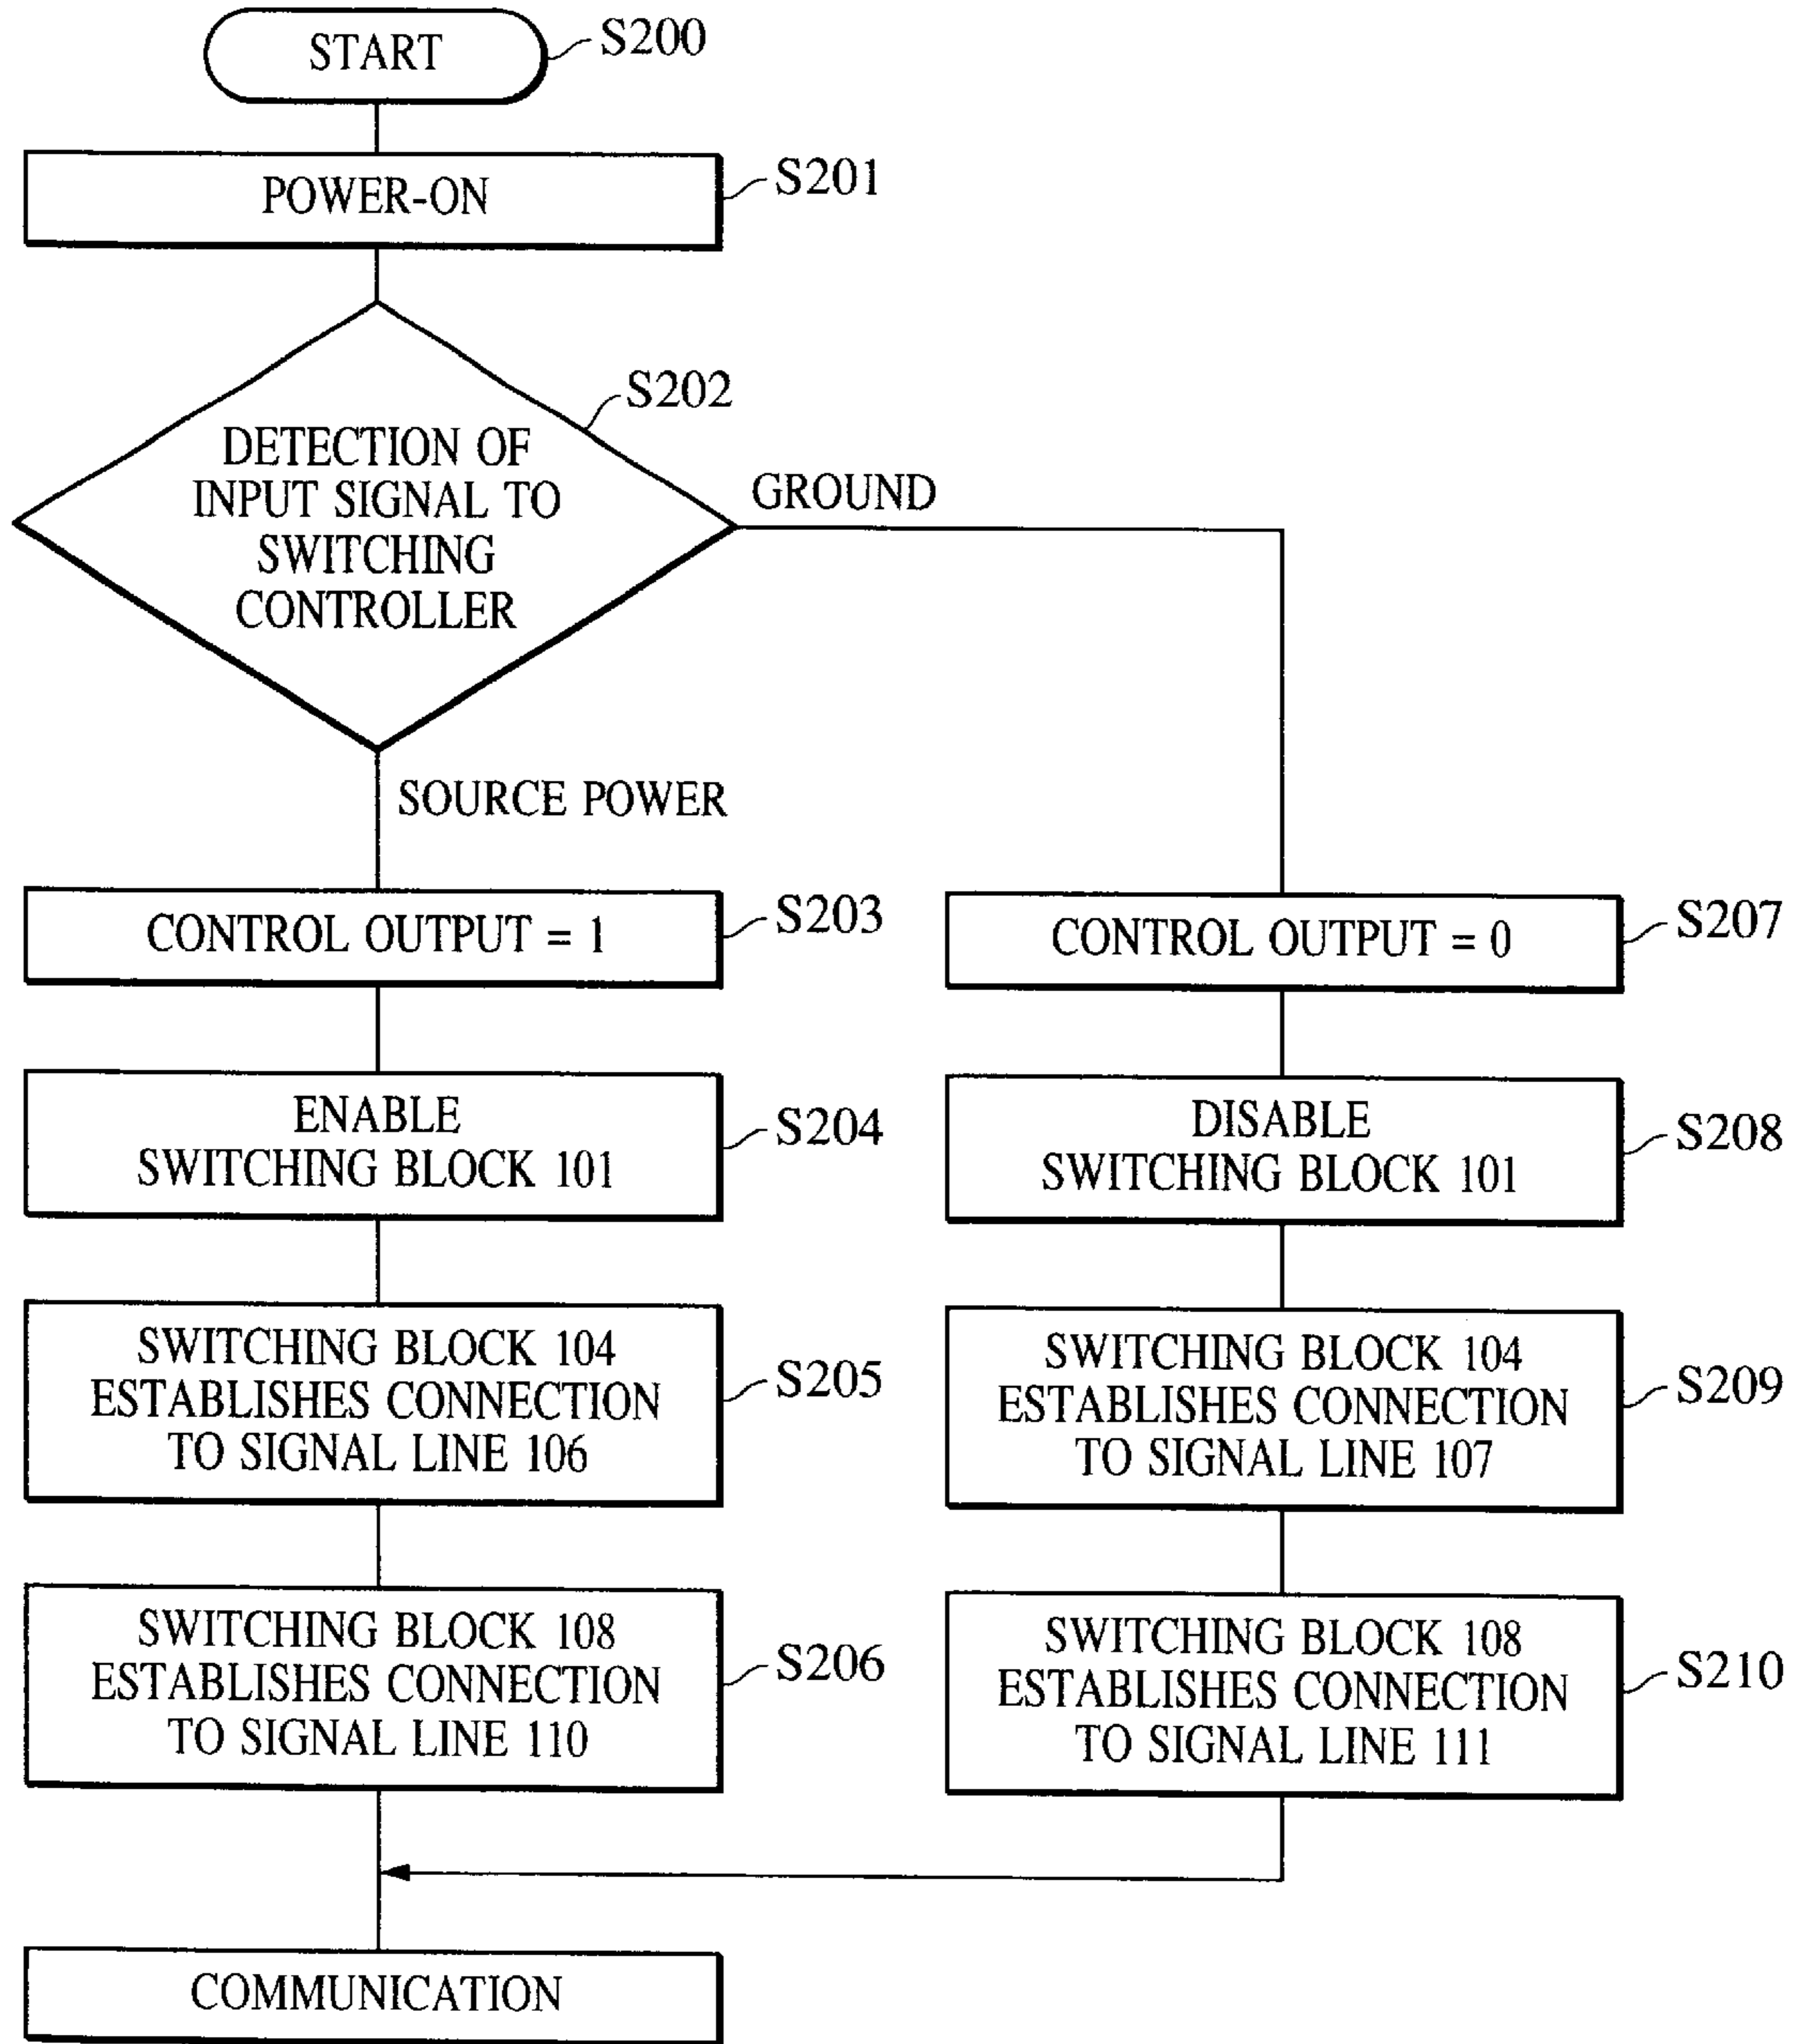 START
S200
POWER-ON
S201
S202
DETECTION OF
INPUT SIGNAL TO
SWITCHING
CONTROLLER
GROUND
SOURCE POWER
CONTROL OUTPUT = 1
S203
ENABLE
SWITCHING BLOCK 101
S204
SWITCHING BLOCK 104
ESTABLISHES CONNECTION
TO SIGNAL LINE 106
S205
SWITCHING BLOCK 108
ESTABLISHES CONNECTION
TO SIGNAL LINE 110
S206
CONTROL OUTPUT = 0
S207
DISABLE
SWITCHING BLOCK 101
S208
SWITCHING BLOCK 104
ESTABLISHES CONNECTION
TO SIGNAL LINE 107
S209
SWITCHING BLOCK 108
ESTABLISHES CONNECTION
TO SIGNAL LINE 111
S210
COMMUNICATION